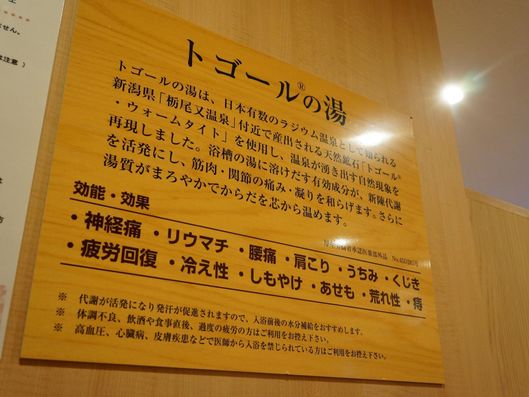 トゴールの湯
®
トゴールの湯は、日本有数のラジウム温泉として知られる
新潟県「栃尾又温泉」付近で産出される天然鉱石「トゴール
・ウォームタイト」を使用し、温泉が湧き出す自然現象を
再現しました。浴槽の湯に溶けだす有効成分が、新陳代謝
を活発にし、筋肉・関節の痛み・凝りを和らげます。さらに
湯質がまろやかでからだを芯から温めます。
効能・効果
・神経痛 ・リウマチ ・腰痛 ・肩こり ・うちみ ・くじき
・疲労回復 ・冷え性 ・しもやけ ・あせも ・荒れ性 ・痔
※ 代謝が活発になり発汗が促進されますので、入浴前後の水分補給をおすすめします。
※ 体調不良、飲酒や食事直後、過度の疲労の方はご利用をお控え下さい。
※ 高血圧、心臓病、皮膚疾患などで医師から入浴を禁じられている方はご利用をお控え下さい。